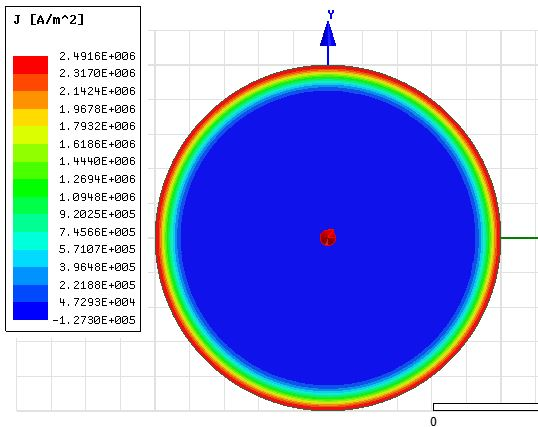 J [A/m^2]
2.4916E+006
2.3170E+006
2.1424E+006
1.9678E+006
1.7932E+006
1.6186E+006
1.4440E+006
1.2694E+006
1.0948E+006
9.2025E+005
7.4566E+005
5.7107E+005
3.9648E+005
2.2188E+005
4.7293E+004
-1.2730E+005
Y
0